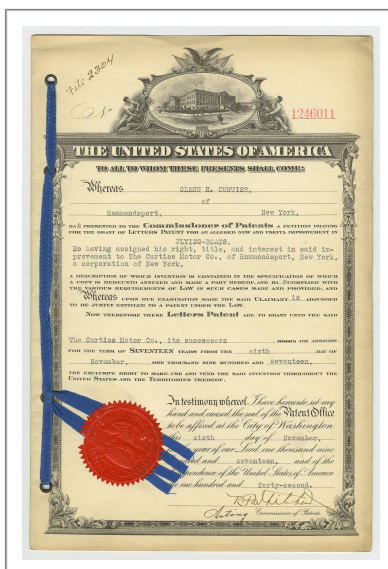 File 2304
No
1246011
THE UNITED STATES OF AMERICA
TO ALL TO WHOM THESE PRESENTS SHALL COME:
Whereas GLENN H. CURTISS,
of
Hammondsport, New York,
HAS PRESENTED TO THE Commissioner of Patents A PETITION PRAYING
FOR THE GRANT OF LETTERS PATENT FOR AN ALLEGED NEW AND USEFUL IMPROVEMENT IN
FLYING-BOATS,
He having assigned his right, title, and interest in said im-
provement to The Curtiss Motor Co., of Hammondsport, New York,
a corporation of New York,
A DESCRIPTION OF WHICH INVENTION IS CONTAINED IN THE SPECIFICATION OF WHICH
A COPY IS HEREUNTO ANNEXED AND MADE A PART HEREOF, AND HAS COMPLIED WITH
THE VARIOUS REQUIREMENTS OF LAW IN SUCH CASES MADE AND PROVIDED, AND
Whereas UPON DUE EXAMINATION MADE THE SAID CLAIMANT is ADJUDGED
TO BE JUSTLY ENTITLED TO A PATENT UNDER THE LAW.
NOW THEREFORE THESE Letters Patent ARE TO GRANT UNTO THE SAID
The Curtiss Motor Co., its successors OR ASSIGNS
FOR THE TERM OF SEVENTEEN YEARS FROM THE sixth DAY OF
November, ONE THOUSAND NINE HUNDRED AND seventeen,
THE EXCLUSIVE RIGHT TO MAKE, USE AND VEND THE SAID INVENTION THROUGHOUT THE
UNITED STATES AND THE TERRITORIES THEREOF.
In testimony whereof I have hereunto set my
hand and caused the seal of the Patent Office
to be affixed at the City of Washington
this sixth day of November,
year of our Lord one thousand nine
and seventeen, and of the
of the United States of America
one hundred and forty-second.
Acting Commissioner of Patents.